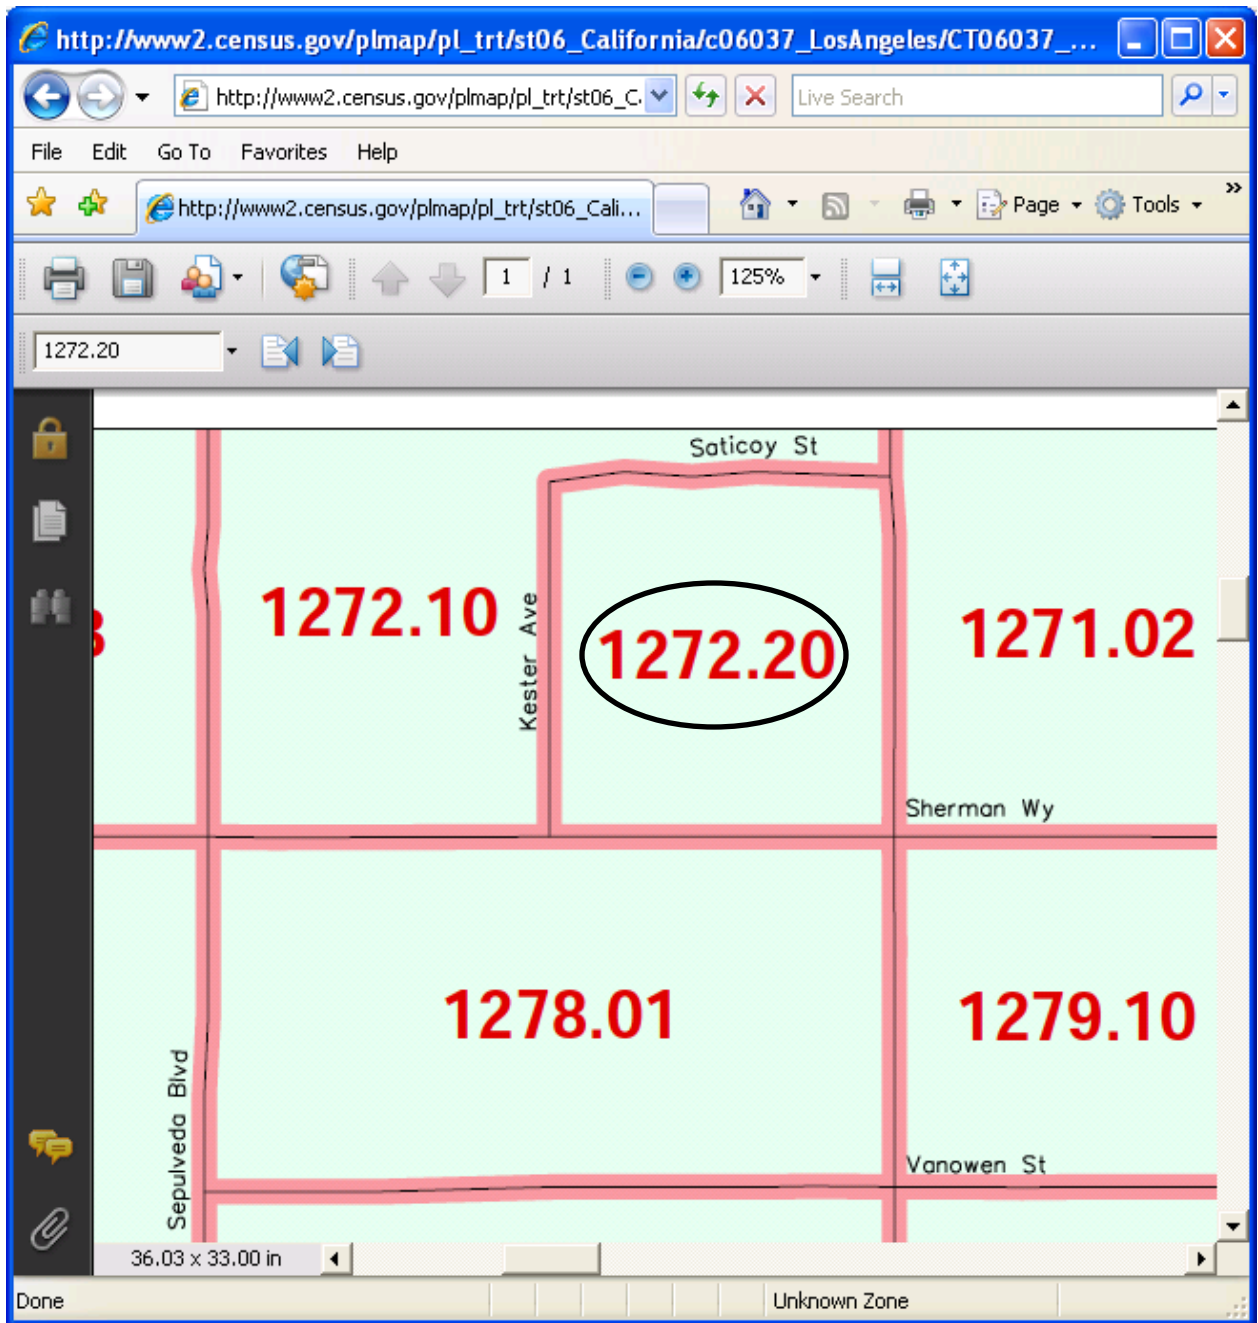 http://www2.census.gov/plmap/pl_trt/st06_California/c06037_LosAngeles/CT06037_...
http://www2.census.gov/plmap/pl_trt/st06_C. Live Search
File Edit Go To Favorites Help
http://www2.census.gov/plmap/pl_trt/st06_Cali... Page Tools »
1 / 1 125%
1272.20
Saticoy St
1272.10
Kester Ave
1272.20
1271.02
Sherman Wy
1278.01
1279.10
Sepulveda Blvd
Vanowen St
36.03 x 33.00 in
Done Unknown Zone